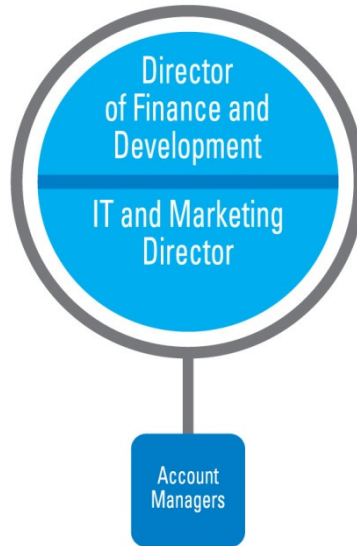 Director
of Finance and
Development
IT and Marketing
Director
Account
Managers